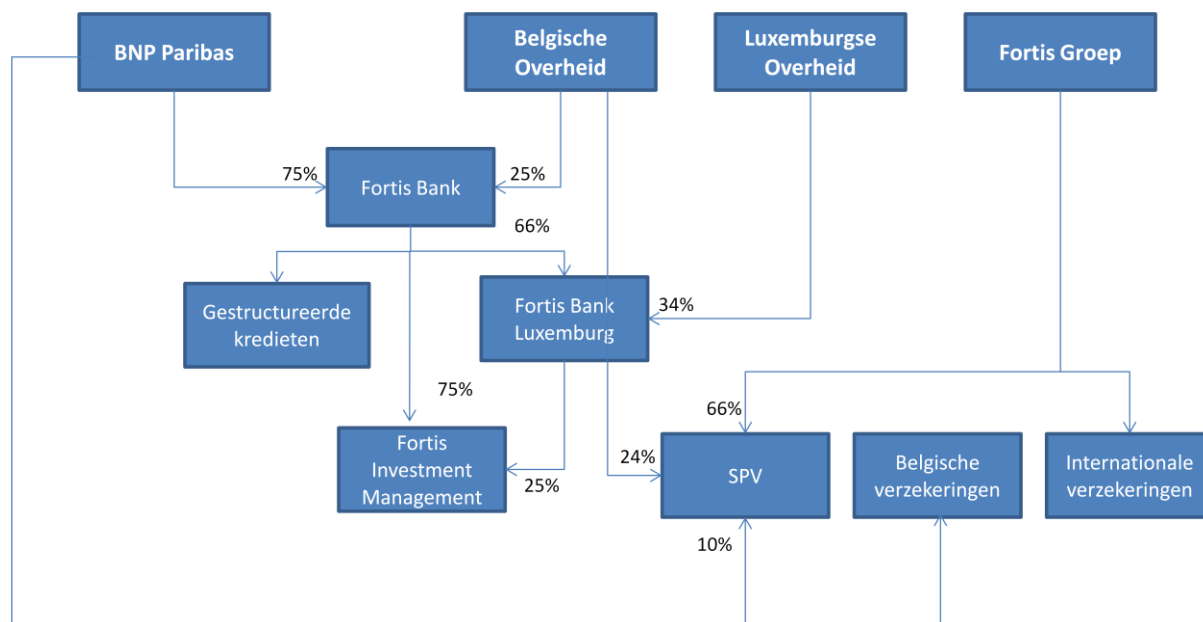 BNP Paribas
Belgische
Overheid
Luxemburgse
Overheid
Fortis Groep
75%
Fortis Bank
25%
66%
Gestructureerde
kredieten
Fortis Bank
Luxemburg
34%
75%
66%
Fortis
Investment
Management
25%
24%
SPV
Belgische
verzekeringen
Internationale
verzekeringen
10%